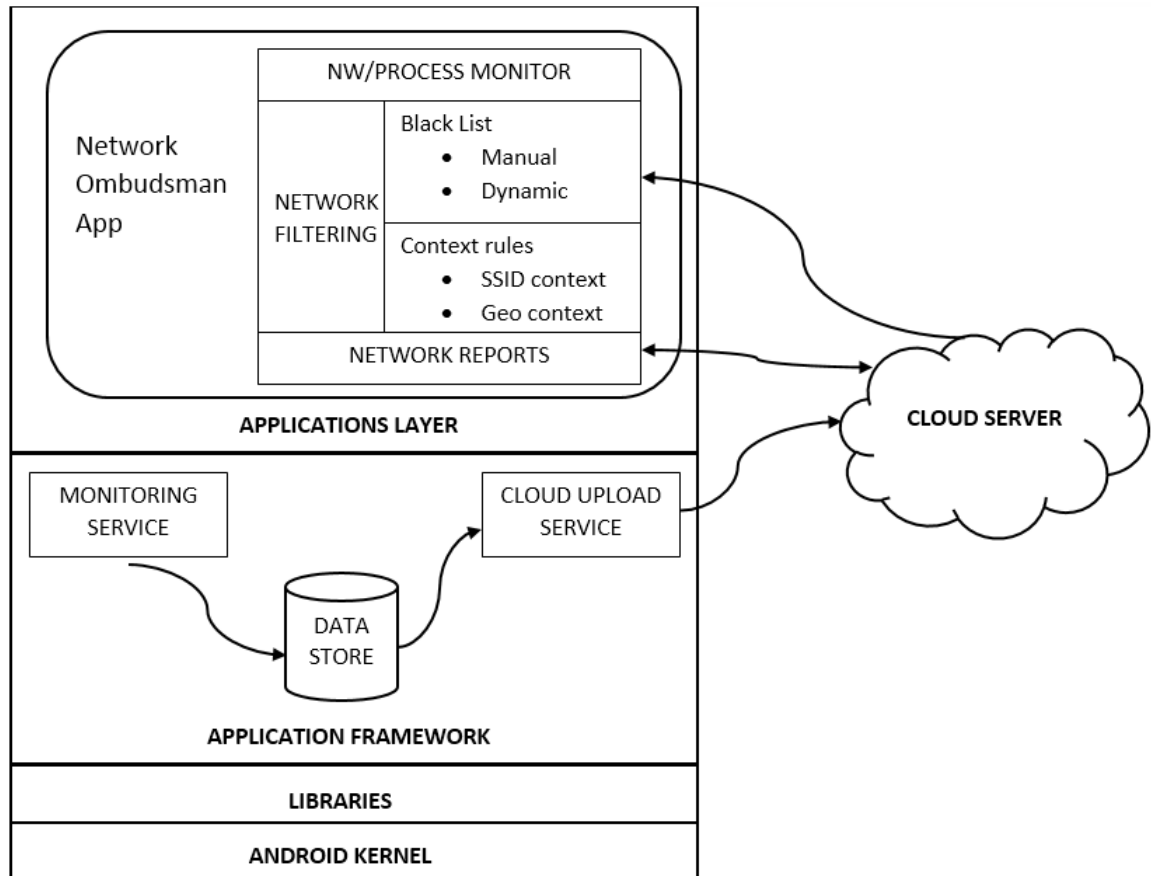 NW/PROCESS MONITOR
Network
Ombudsman
App
NETWORK
FILTERING
Black List
• Manual
• Dynamic
Context rules
• SSID context
• Geo context
NETWORK REPORTS
APPLICATIONS LAYER
CLOUD SERVER
MONITORING
SERVICE
CLOUD UPLOAD
SERVICE
DATA
STORE
APPLICATION FRAMEWORK
LIBRARIES
ANDROID KERNEL